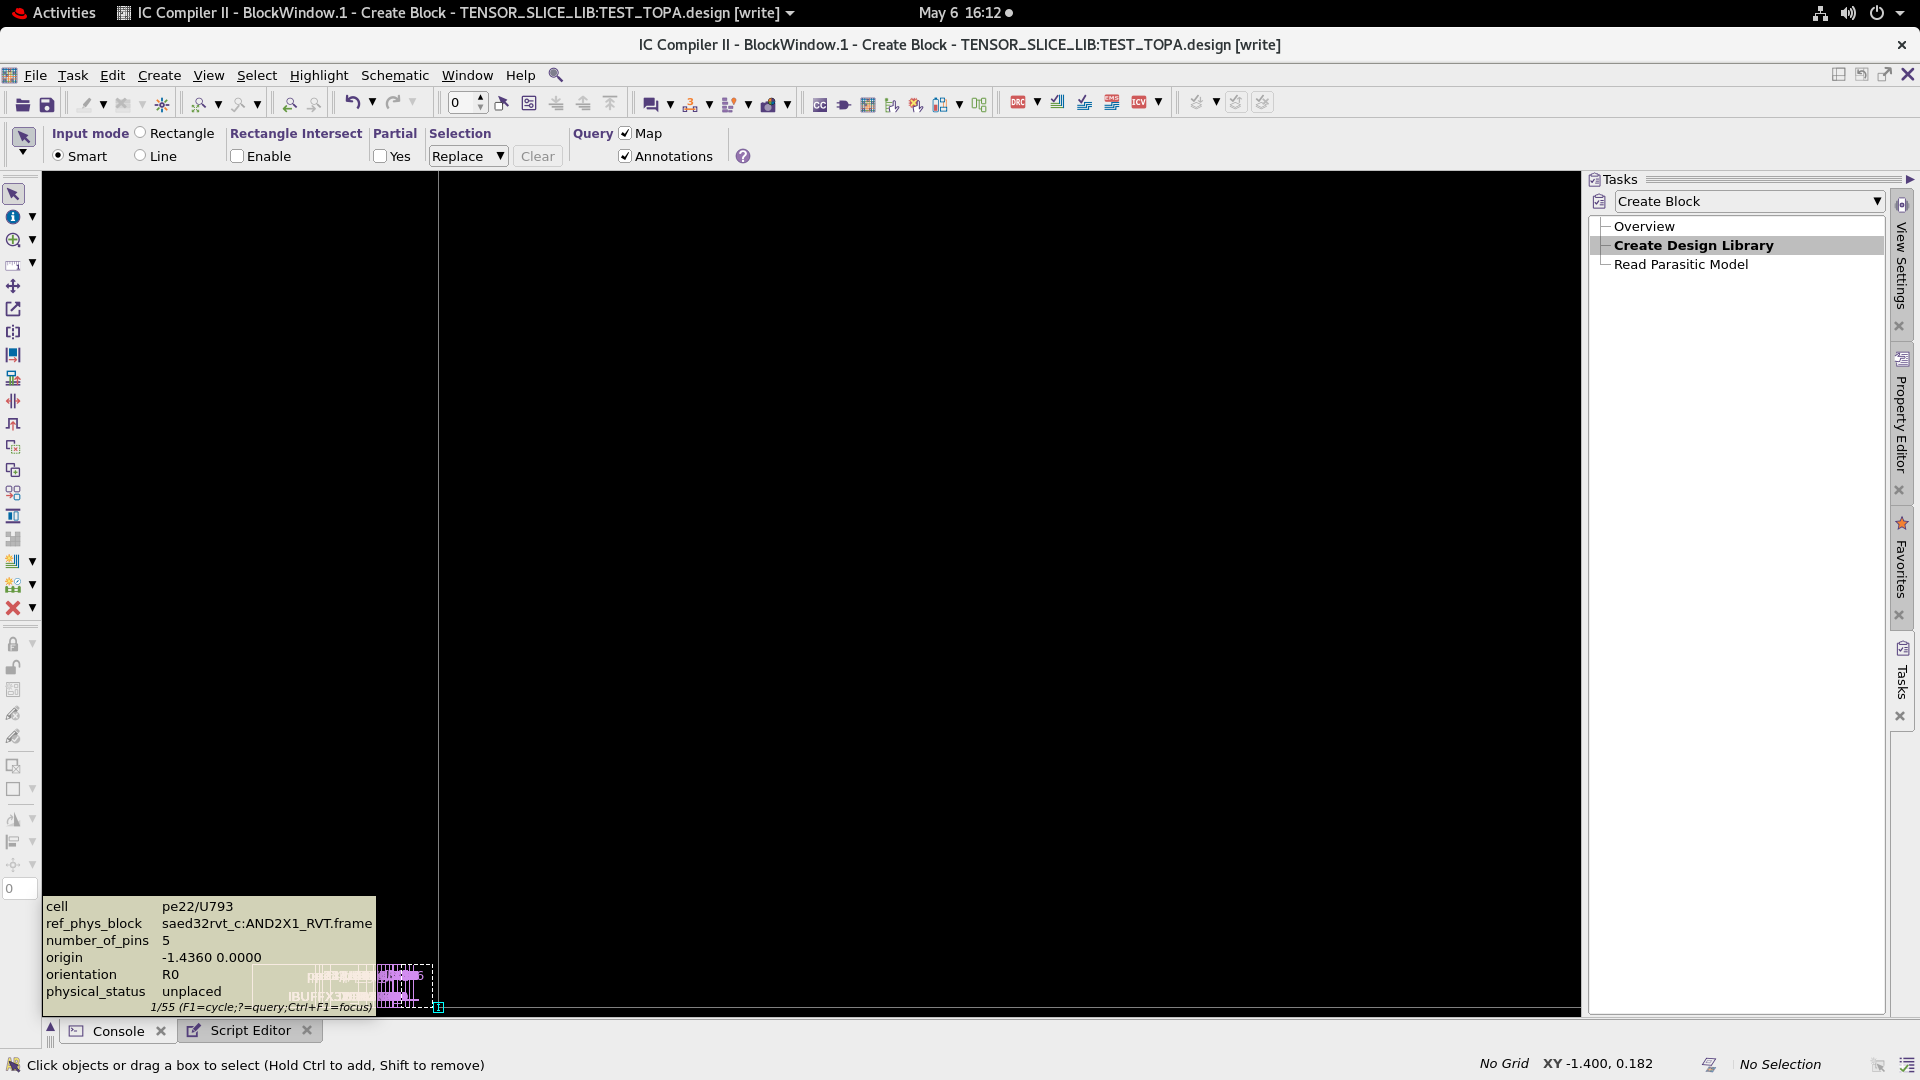 Activities
IC Compiler II - BlockWindow.1 - Create Block - TENSOR_SLICE_LIB:TEST_TOPA.design [write]
May 6 16:12
IC Compiler II - BlockWindow.1 - Create Block - TENSOR_SLICE_LIB:TEST_TOPA.design [write]
File Task Edit Create View Select Highlight Schematic Window Help
0
CC
DRC
ICV
Input mode Rectangle Rectangle Intersect Partial Selection Query Map
Smart Line Enable Yes Replace Clear Annotations
Tasks
Create Block
Overview
Create Design Library
Read Parasitic Model
View Settings
Property Editor
Favorites
Tasks
0
cell pe22/U793
ref_phys_block saed32rvt_c:AND2X1_RVT.frame
number_of_pins 5
origin -1.4360 0.0000
orientation R0
physical_status unplaced
1/55 (F1=cycle;?=query;Ctrl+F1=focus)
Console Script Editor
Click objects or drag a box to select (Hold Ctrl to add, Shift to remove)
No Grid XY -1.400, 0.182 No Selection